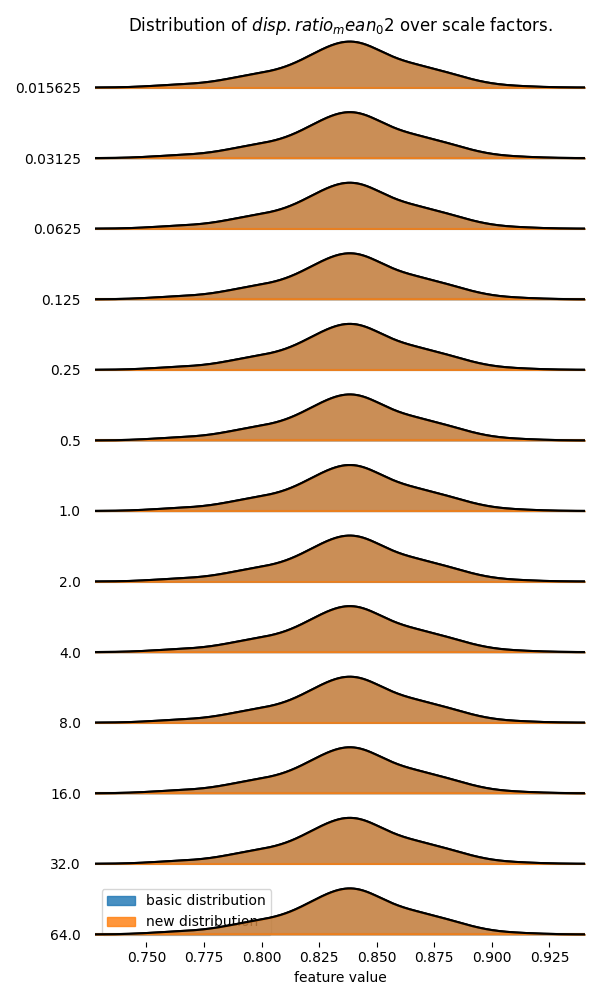 Distribution of disp.ratio_mean_02 over scale factors.
0.015625
0.03125
0.0625
0.125
0.25
0.5
1.0
2.0
4.0
8.0
16.0
32.0
basic distribution
new distribution
64.0
0.750 0.775 0.800 0.825 0.850 0.875 0.900 0.925
feature value